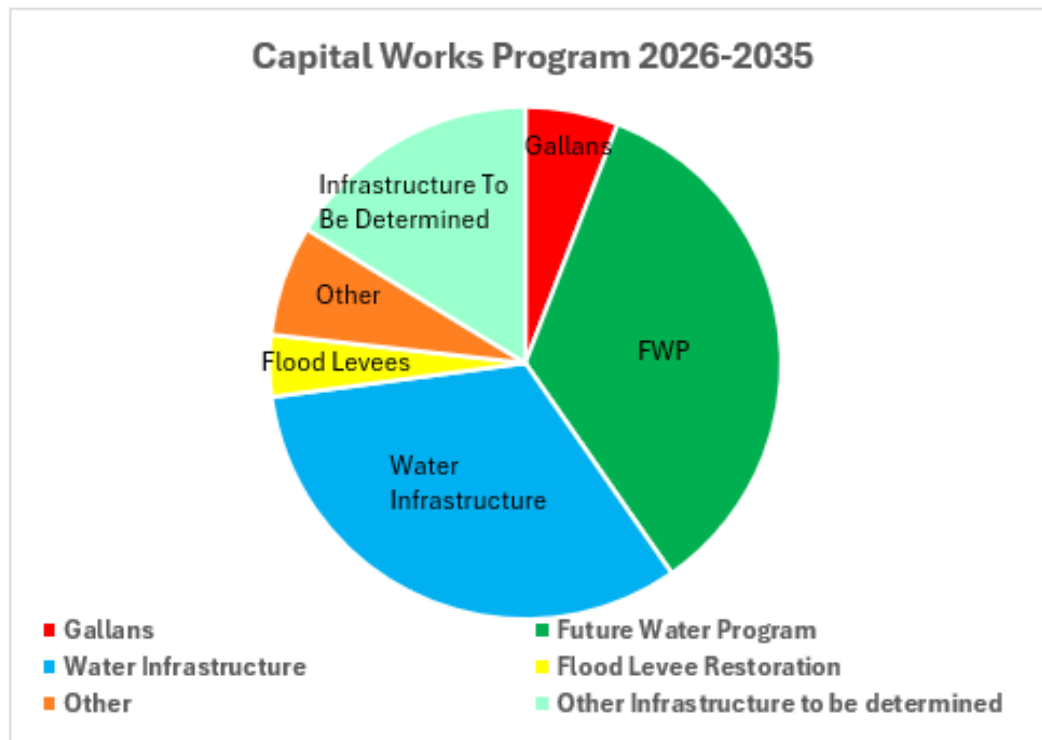 Capital Works Program 2026-2035
Gallans
Infrastructure To
Be Determined
Other
FWP
Flood Levees
Water
Infrastructure
Gallans
Future Water Program
Water Infrastructure
Flood Levee Restoration
Other
Other Infrastructure to be determined